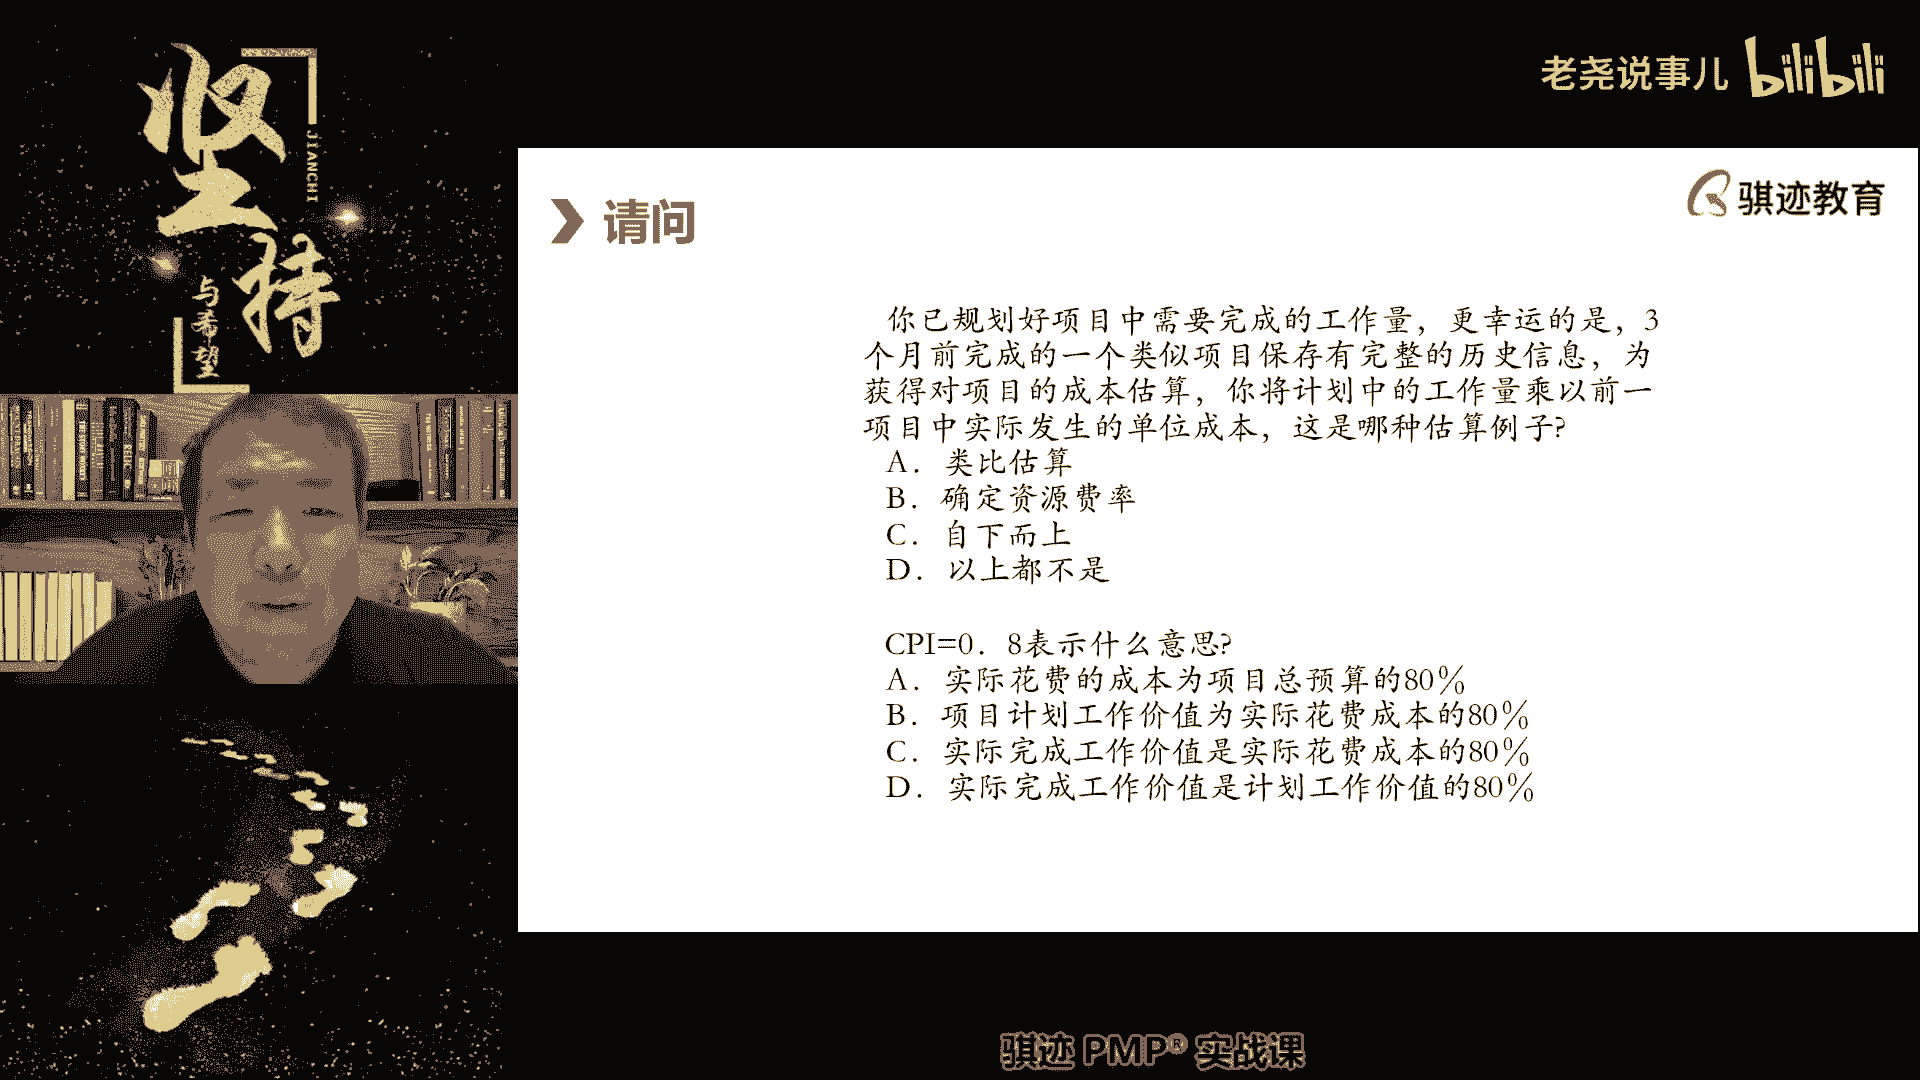 坚持
JIANCHI
与希望
老尧说事儿 bilibili
骐迹教育
请问
你已规划好项目中需要完成的工作量，更幸运的是，3
个月前完成的一个类似项目保存有完整的历史信息，为
获得对项目的成本估算，你将计划中的工作量乘以前一
项目中实际发生的单位成本，这是哪种估算例子?
A．类比估算
B．确定资源费率
C．自下而上
D．以上都不是
CPI=0．8表示什么意思?
A．实际花费的成本为项目总预算的80％
B．项目计划工作价值为实际花费成本的80％
C．实际完成工作价值是实际花费成本的80％
D．实际完成工作价值是计划工作价值的80％
骐迹 PMP® 实战课